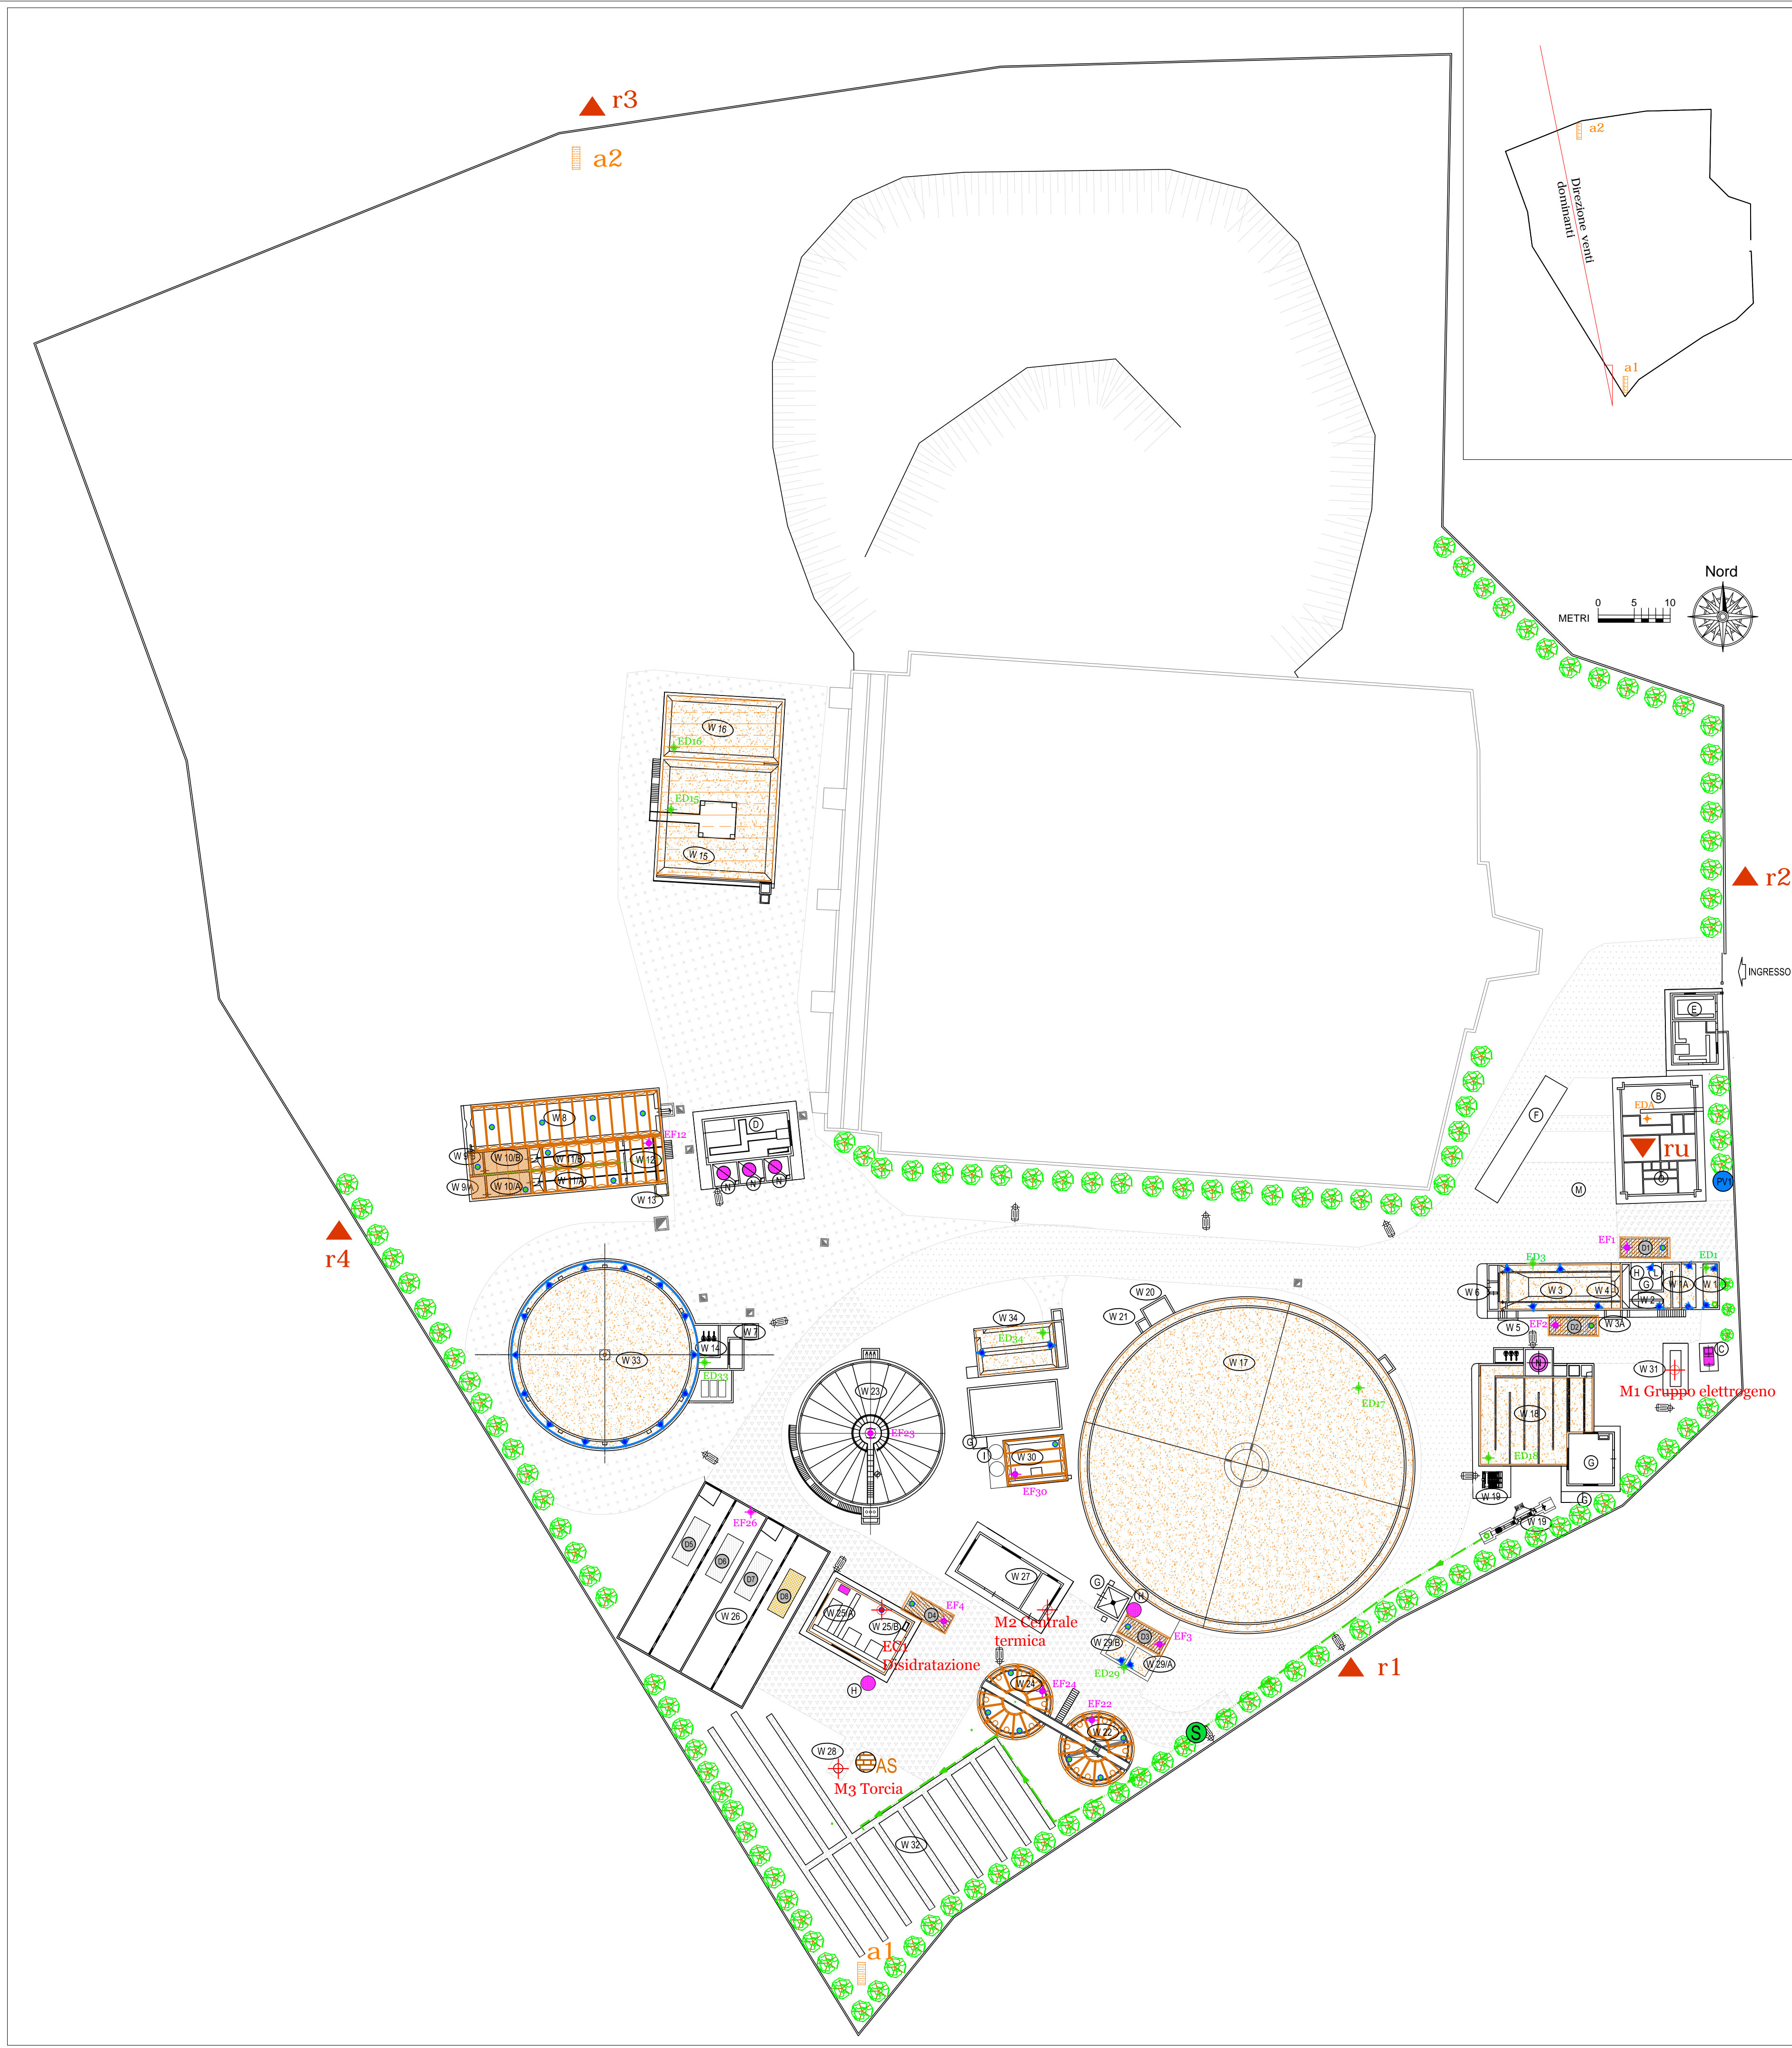 r3
a2
a2
Direzione venti
dominanti
a1
Nord
METRI
0 5 10
W 16
ED16
ED15
W 15
r2
INGRESSO
E
B
EDA
F
ru
PV1
M
W 8
EF12
D
W 10/B
W 11/B
W 12
W 9/A
W 10/A
W 11/A
W 13
N
N
N
r4
EF1
D1
ED3
ED1
H
L
G
W 6
W 3
W 4
W 2
W 1A
W 5
EF2
D2
W 3A
C
W 20
W 21
W 34
ED34
W 7
W 14
W 33
ED33
W 17
ED17
W 31
M1 Gruppo elettrogeno
N
W 18
ED18
G
G
W 19
W 19
W 23
EF23
G
I
W 30
EF30
EF26
D5
D6
D7
D8
W 26
W 25/A
W 25/B
D4
EF4
EC1
Disidratazione
H
W 27
M2 Centrale
termica
G
H
D3
EF3
W 29/B
W 29/A
ED29
r1
W 24
EF24
EF22
W 22
S
W 28
AS
M3 Torcia
W 32
a1